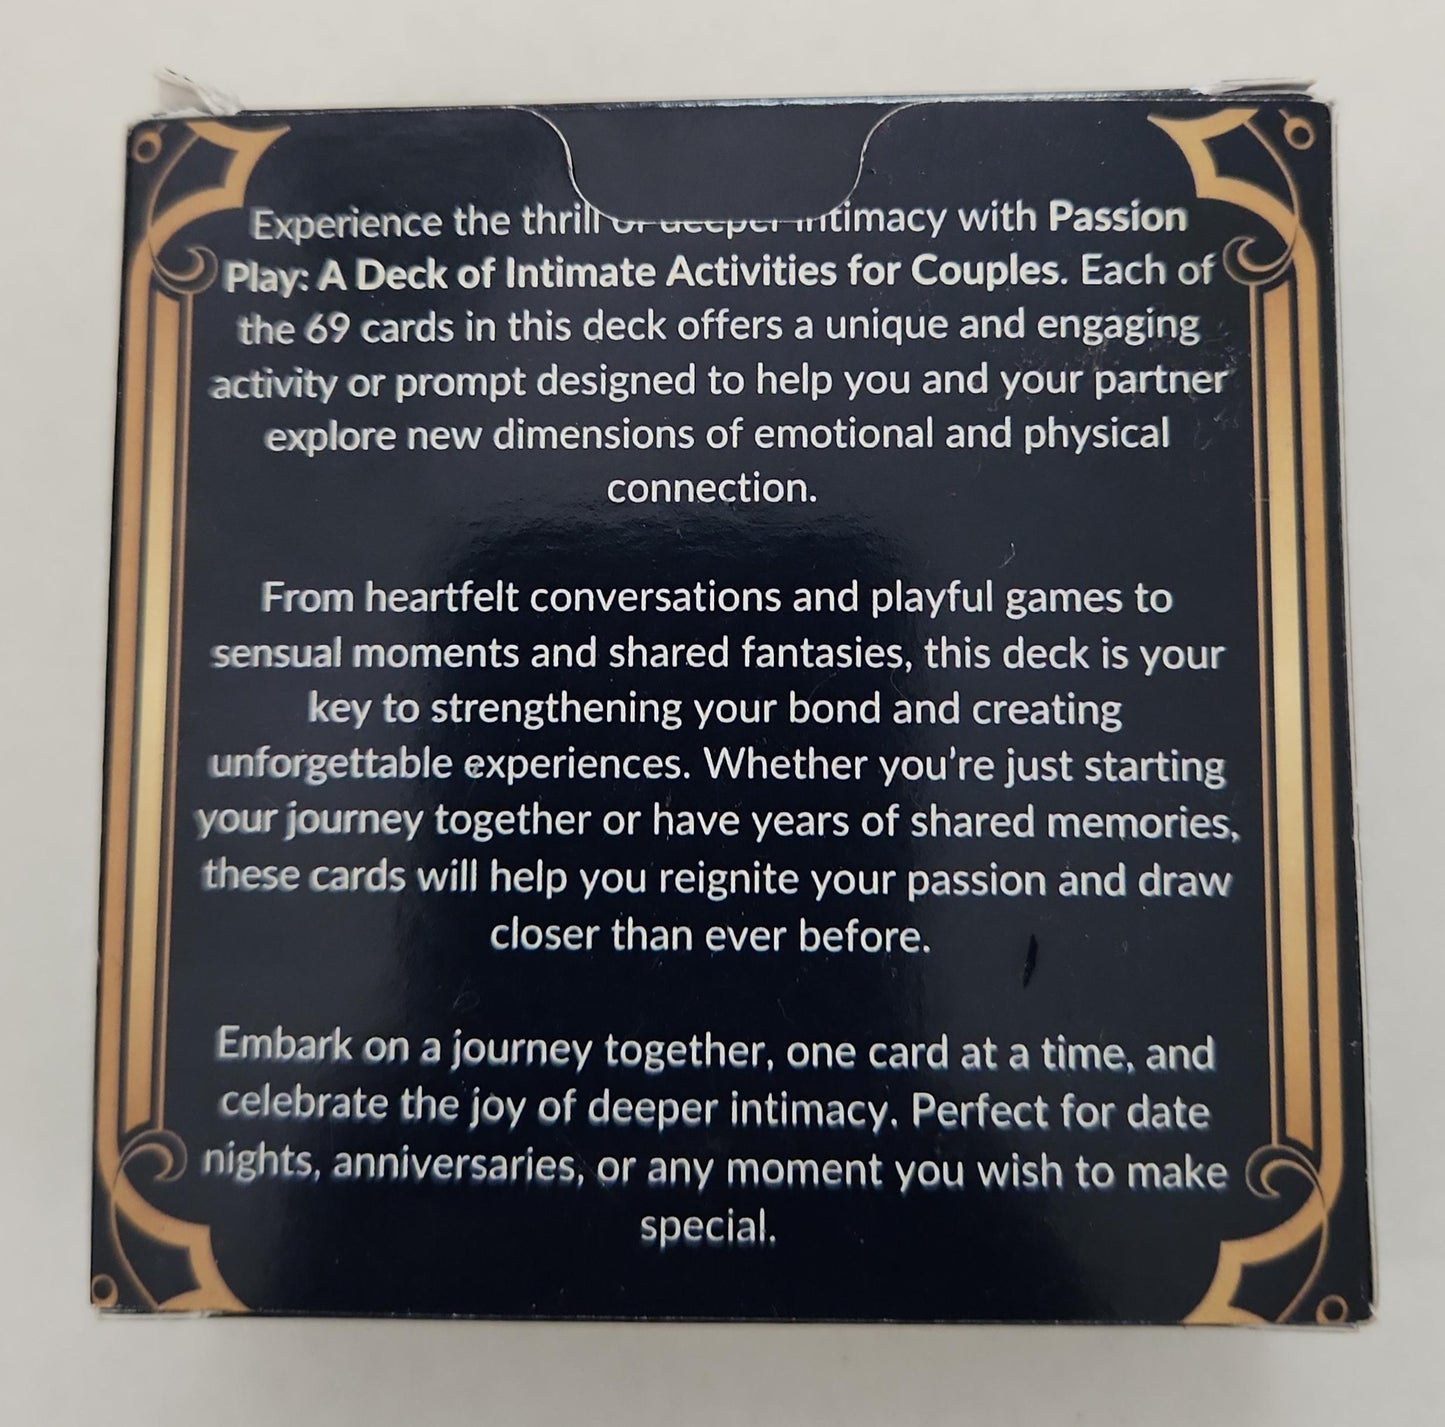 Experience the thrill of deeper intimacy with Passion
Play: A Deck of Intimate Activities for Couples. Each of
the 69 cards in this deck offers a unique and engaging
activity or prompt designed to help you and your partner
explore new dimensions of emotional and physical
connection.
From heartfelt conversations and playful games to
sensual moments and shared fantasies, this deck is your
key to strengthening your bond and creating
unforgettable experiences. Whether you're just starting
your journey together or have years of shared memories,
these cards will help you reignite your passion and draw
closer than ever before.
Embark on a journey together, one card at a time, and
celebrate the joy of deeper intimacy. Perfect for date
nights, anniversaries, or any moment you wish to make
special.